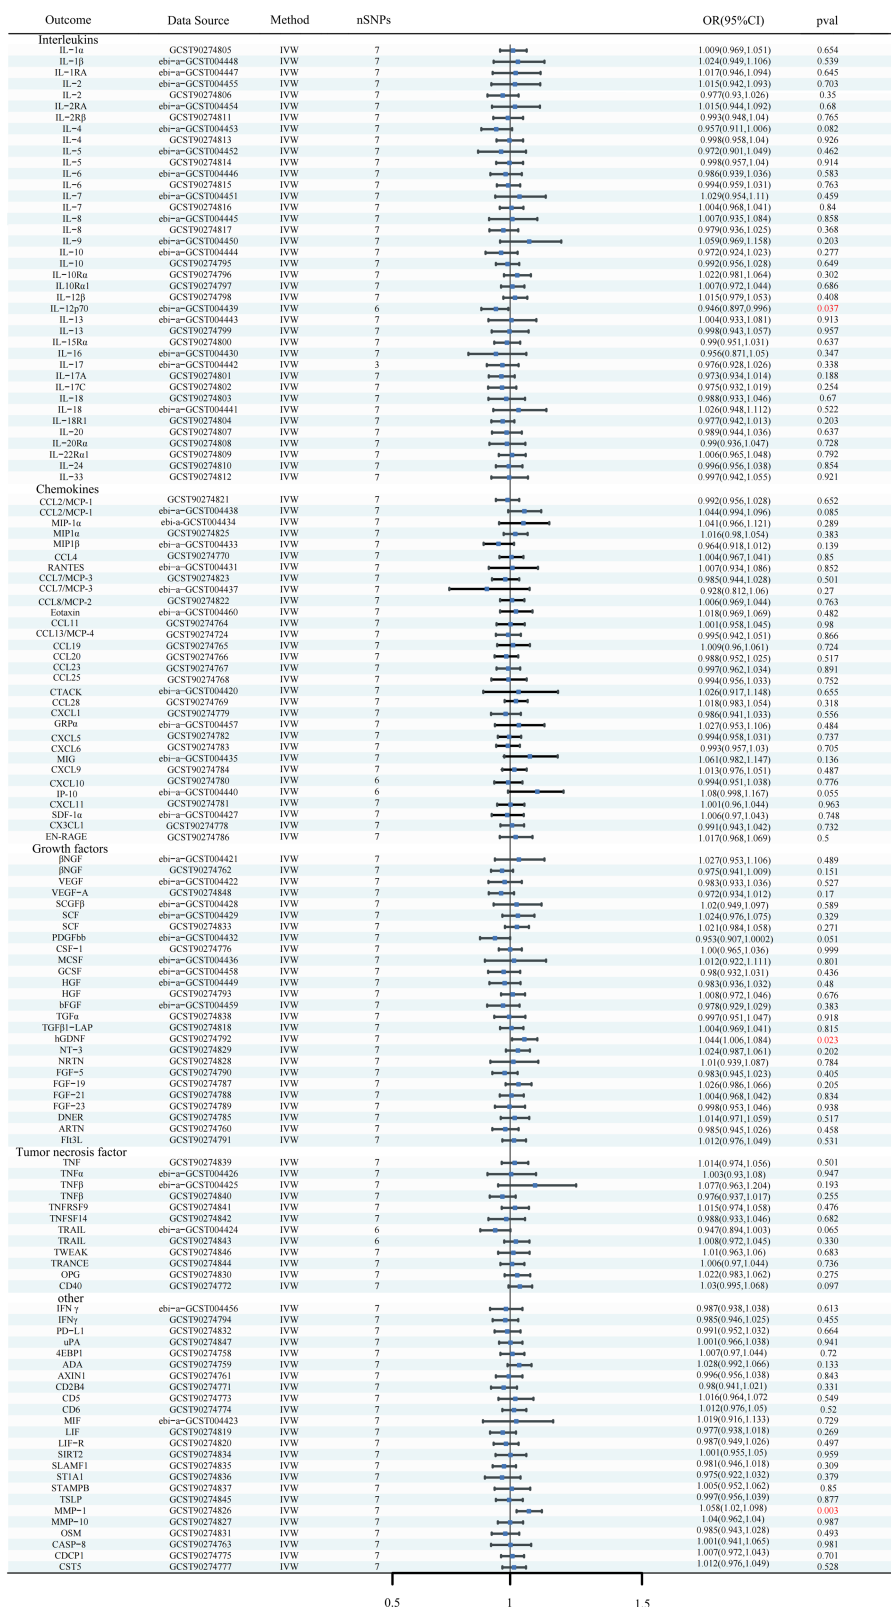 Outcome Data Source Method nSNPs OR(95%CI) pval
Interleukins
IL−1α GCST90274805 IVW 7 1.009(0.969,1.051) 0.654
IL−1β ebi−a−GCST004448 IVW 7 1.024(0.949,1.106) 0.539
IL−1RA ebi−a−GCST004447 IVW 7 1.017(0.946,1.094) 0.645
IL−2 ebi−a−GCST004455 IVW 7 1.015(0.942,1.093) 0.703
IL−2 GCST90274806 IVW 7 0.977(0.93,1.026) 0.35
IL−2RA ebi−a−GCST004454 IVW 7 1.015(0.944,1.092) 0.68
IL−2Rβ GCST90274811 IVW 7 0.993(0.948,1.04) 0.765
IL−4 ebi−a−GCST004453 IVW 7 0.957(0.911,1.006) 0.082
IL−4 GCST90274813 IVW 7 0.998(0.958,1.04) 0.926
IL−5 ebi−a−GCST004452 IVW 7 0.972(0.901,1.049) 0.462
IL−5 GCST90274814 IVW 7 0.998(0.957,1.04) 0.914
IL−6 ebi−a−GCST004446 IVW 7 0.986(0.939,1.036) 0.583
IL−6 GCST90274815 IVW 7 0.994(0.959,1.031) 0.763
IL−7 ebi−a−GCST004451 IVW 7 1.029(0.954,1.11) 0.459
IL−7 GCST90274816 IVW 7 1.004(0.968,1.041) 0.84
IL−8 ebi−a−GCST004445 IVW 7 1.007(0.935,1.084) 0.858
IL−8 GCST90274817 IVW 7 0.979(0.936,1.025) 0.368
IL−9 ebi−a−GCST004450 IVW 7 1.059(0.969,1.158) 0.203
IL−10 ebi−a−GCST004444 IVW 7 0.972(0.924,1.023) 0.277
IL−10 GCST90274795 IVW 7 0.992(0.956,1.028) 0.649
IL−10Rα GCST90274796 IVW 7 1.022(0.981,1.064) 0.302
IL10Rα1 GCST90274797 IVW 7 1.007(0.972,1.044) 0.686
IL−12β GCST90274798 IVW 7 1.015(0.979,1.053) 0.408
IL−12p70 ebi−a−GCST004439 IVW 6 0.946(0.897,0.996) 0.037
IL−13 ebi−a−GCST004443 IVW 7 1.004(0.933,1.081) 0.913
IL−13 GCST90274799 IVW 7 0.998(0.943,1.057) 0.957
IL−15Rα GCST90274800 IVW 7 0.99(0.951,1.031) 0.637
IL−16 ebi−a−GCST004430 IVW 7 0.956(0.871,1.05) 0.347
IL−17 ebi−a−GCST004442 IVW 3 0.976(0.928,1.026) 0.338
IL−17A GCST90274801 IVW 7 0.973(0.934,1.014) 0.188
IL−17C GCST90274802 IVW 7 0.975(0.932,1.019) 0.254
IL−18 GCST90274803 IVW 7 0.988(0.933,1.046) 0.67
IL−18 ebi−a−GCST004441 IVW 7 1.026(0.948,1.112) 0.522
IL−18R1 GCST90274804 IVW 7 0.977(0.942,1.013) 0.203
IL−20 GCST90274807 IVW 7 0.989(0.944,1.036) 0.637
IL−20Rα GCST90274808 IVW 7 0.99(0.936,1.047) 0.728
IL−22Rα1 GCST90274809 IVW 7 1.006(0.965,1.048) 0.792
IL−24 GCST90274810 IVW 7 0.996(0.956,1.038) 0.854
IL−33 GCST90274812 IVW 7 0.997(0.942,1.055) 0.921
Chemokines
CCL2/MCP-1 GCST90274821 IVW 7 0.992(0.956,1.028) 0.652
CCL2/MCP-1 ebi−a−GCST004438 IVW 7 1.044(0.994,1.096) 0.085
MIP-1α ebi-a-GCST004434 IVW 7 1.041(0.966,1.121) 0.289
MIP1α GCST90274825 IVW 7 1.016(0.98,1.054) 0.383
MIP1β ebi−a−GCST004433 IVW 7 0.964(0.918,1.012) 0.139
CCL4 GCST90274770 IVW 7 1.004(0.967,1.041) 0.85
RANTES ebi−a−GCST004431 IVW 7 1.007(0.934,1.086) 0.852
CCL7/MCP-3 GCST90274823 IVW 7 0.985(0.944,1.028) 0.501
CCL7/MCP-3 ebi−a−GCST004437 IVW 7 0.928(0.812,1.06) 0.27
CCL8/MCP-2 GCST90274822 IVW 7 1.006(0.969,1.044) 0.763
Eotaxin ebi−a−GCST004460 IVW 7 1.018(0.969,1.069) 0.482
CCL11 GCST90274764 IVW 7 1.001(0.958,1.045) 0.98
CCL13/MCP-4 GCST90274724 IVW 7 0.995(0.942,1.051) 0.866
CCL19 GCST90274765 IVW 7 1.009(0.96,1.061) 0.724
CCL20 GCST90274766 IVW 7 0.988(0.952,1.025) 0.517
CCL23 GCST90274767 IVW 7 0.997(0.962,1.034) 0.891
CCL25 GCST90274768 IVW 7 0.994(0.956,1.033) 0.752
CTACK ebi−a−GCST004420 IVW 7 1.026(0.917,1.148) 0.655
CCL28 GCST90274769 IVW 7 1.018(0.983,1.054) 0.318
CXCL1 GCST90274779 IVW 7 0.986(0.941,1.033) 0.556
GRPα ebi−a−GCST004457 IVW 7 1.027(0.953,1.106) 0.484
CXCL5 GCST90274782 IVW 7 0.994(0.958,1.031) 0.737
CXCL6 GCST90274783 IVW 7 0.993(0.957,1.03) 0.705
MIG ebi−a−GCST004435 IVW 7 1.061(0.982,1.147) 0.136
CXCL9 GCST90274784 IVW 7 1.013(0.976,1.051) 0.487
CXCL10 GCST90274780 IVW 6 0.994(0.951,1.038) 0.776
IP-10 ebi−a−GCST004440 IVW 6 1.08(0.998,1.167) 0.055
CXCL11 GCST90274781 IVW 7 1.001(0.96,1.044) 0.963
SDF-1α ebi−a−GCST004427 IVW 7 1.006(0.97,1.043) 0.748
CX3CL1 GCST90274778 IVW 7 0.991(0.943,1.042) 0.732
EN-RAGE GCST90274786 IVW 7 1.017(0.968,1.069) 0.5
Growth factors
βNGF ebi−a−GCST004421 IVW 7 1.027(0.953,1.106) 0.489
βNGF GCST90274762 IVW 7 0.975(0.941,1.009) 0.151
VEGF ebi−a−GCST004422 IVW 7 0.983(0.933,1.036) 0.527
VEGF−A GCST90274848 IVW 7 0.972(0.934,1.012) 0.17
SCGFβ ebi−a−GCST004428 IVW 7 1.02(0.949,1.097) 0.589
SCF ebi−a−GCST004429 IVW 7 1.024(0.976,1.075) 0.329
SCF GCST90274833 IVW 7 1.021(0.984,1.058) 0.271
PDGFbb ebi−a−GCST004432 IVW 7 0.953(0.907,1.0002) 0.051
CSF−1 GCST90274776 IVW 7 1.00(0.965,1.036) 0.999
MCSF ebi−a−GCST004436 IVW 7 1.012(0.922,1.111) 0.801
GCSF ebi−a−GCST004458 IVW 7 0.98(0.932,1.031) 0.436
HGF ebi−a−GCST004449 IVW 7 0.983(0.936,1.032) 0.48
HGF GCST90274793 IVW 7 1.008(0.972,1.046) 0.676
bFGF ebi−a−GCST004459 IVW 7 0.978(0.929,1.029) 0.383
TGFα GCST90274838 IVW 7 0.997(0.951,1.047) 0.918
TGFβ1−LAP GCST90274818 IVW 7 1.004(0.969,1.041) 0.815
hGDNF GCST90274792 IVW 7 1.044(1.006,1.084) 0.023
NT−3 GCST90274829 IVW 7 1.024(0.987,1.061) 0.202
NRTN GCST90274828 IVW 7 1.01(0.939,1.087) 0.784
FGF−5 GCST90274790 IVW 7 0.983(0.945,1.023) 0.405
FGF−19 GCST90274787 IVW 7 1.026(0.986,1.066) 0.205
FGF−21 GCST90274788 IVW 7 1.004(0.968,1.042) 0.834
FGF−23 GCST90274789 IVW 7 0.998(0.953,1.046) 0.938
DNER GCST90274785 IVW 7 1.014(0.971,1.059) 0.517
ARTN GCST90274760 IVW 7 0.985(0.945,1.026) 0.458
FIt3L GCST90274791 IVW 7 1.012(0.976,1.049) 0.531
Tumor necrosis factor
TNF GCST90274839 IVW 7 1.014(0.974,1.056) 0.501
TNFα ebi−a−GCST004426 IVW 7 1.003(0.93,1.08) 0.947
TNFβ ebi−a−GCST004425 IVW 7 1.077(0.963,1.204) 0.193
TNFβ GCST90274840 IVW 7 0.976(0.937,1.017) 0.255
TNFRSF9 GCST90274841 IVW 7 1.015(0.974,1.058) 0.476
TNFSF14 GCST90274842 IVW 7 0.988(0.933,1.046) 0.682
TRAIL ebi−a−GCST004424 IVW 6 0.947(0.894,1.003) 0.065
TRAIL GCST90274843 IVW 6 1.008(0.972,1.045) 0.330
TWEAK GCST90274846 IVW 7 1.01(0.963,1.06) 0.683
TRANCE GCST90274844 IVW 7 1.006(0.97,1.044) 0.736
OPG GCST90274830 IVW 7 1.022(0.983,1.062) 0.275
CD40 GCST90274772 IVW 7 1.03(0.995,1.068) 0.097
other
IFN γ ebi−a−GCST004456 IVW 7 0.987(0.938,1.038) 0.613
IFNγ GCST90274794 IVW 7 0.985(0.946,1.025) 0.455
PD−L1 GCST90274832 IVW 7 0.991(0.952,1.032) 0.664
uPA GCST90274847 IVW 7 1.001(0.966,1.038) 0.941
4EBP1 GCST90274758 IVW 7 1.007(0.97,1.044) 0.72
ADA GCST90274759 IVW 7 1.028(0.992,1.066) 0.133
AXIN1 GCST90274761 IVW 7 0.996(0.956,1.038) 0.843
CD2B4 GCST90274771 IVW 7 0.98(0.941,1.021) 0.331
CD5 GCST90274773 IVW 7 1.016(0.964,1.072 0.549
CD6 GCST90274774 IVW 7 1.012(0.976,1.05) 0.52
MIF ebi−a−GCST004423 IVW 7 1.019(0.916,1.133) 0.729
LIF GCST90274819 IVW 7 0.977(0.938,1.018) 0.269
LIF−R GCST90274820 IVW 7 0.987(0.949,1.026) 0.497
SIRT2 GCST90274834 IVW 7 1.001(0.955,1.05) 0.959
SLAMF1 GCST90274835 IVW 7 0.981(0.946,1.018) 0.309
ST1A1 GCST90274836 IVW 7 0.975(0.922,1.032) 0.379
STAMPB GCST90274837 IVW 7 1.005(0.952,1.062) 0.85
TSLP GCST90274845 IVW 7 0.997(0.956,1.039) 0.877
MMP−1 GCST90274826 IVW 7 1.058(1.02,1.098) 0.003
MMP−10 GCST90274827 IVW 7 1.04(0.962,1.04) 0.987
OSM GCST90274831 IVW 7 0.985(0.943,1.028) 0.493
CASP−8 GCST90274763 IVW 7 1.001(0.941,1.065) 0.981
CDCP1 GCST90274775 IVW 7 1.007(0.972,1.043) 0.701
CST5 GCST90274777 IVW 7 1.012(0.976,1.049) 0.528
0.5 1 1.5